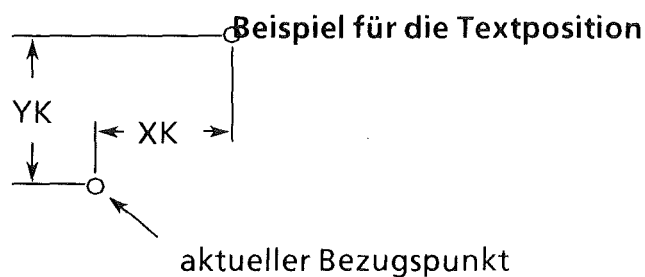 Beispiel für die Textposition
YK
XK
aktueller Bezugspunkt